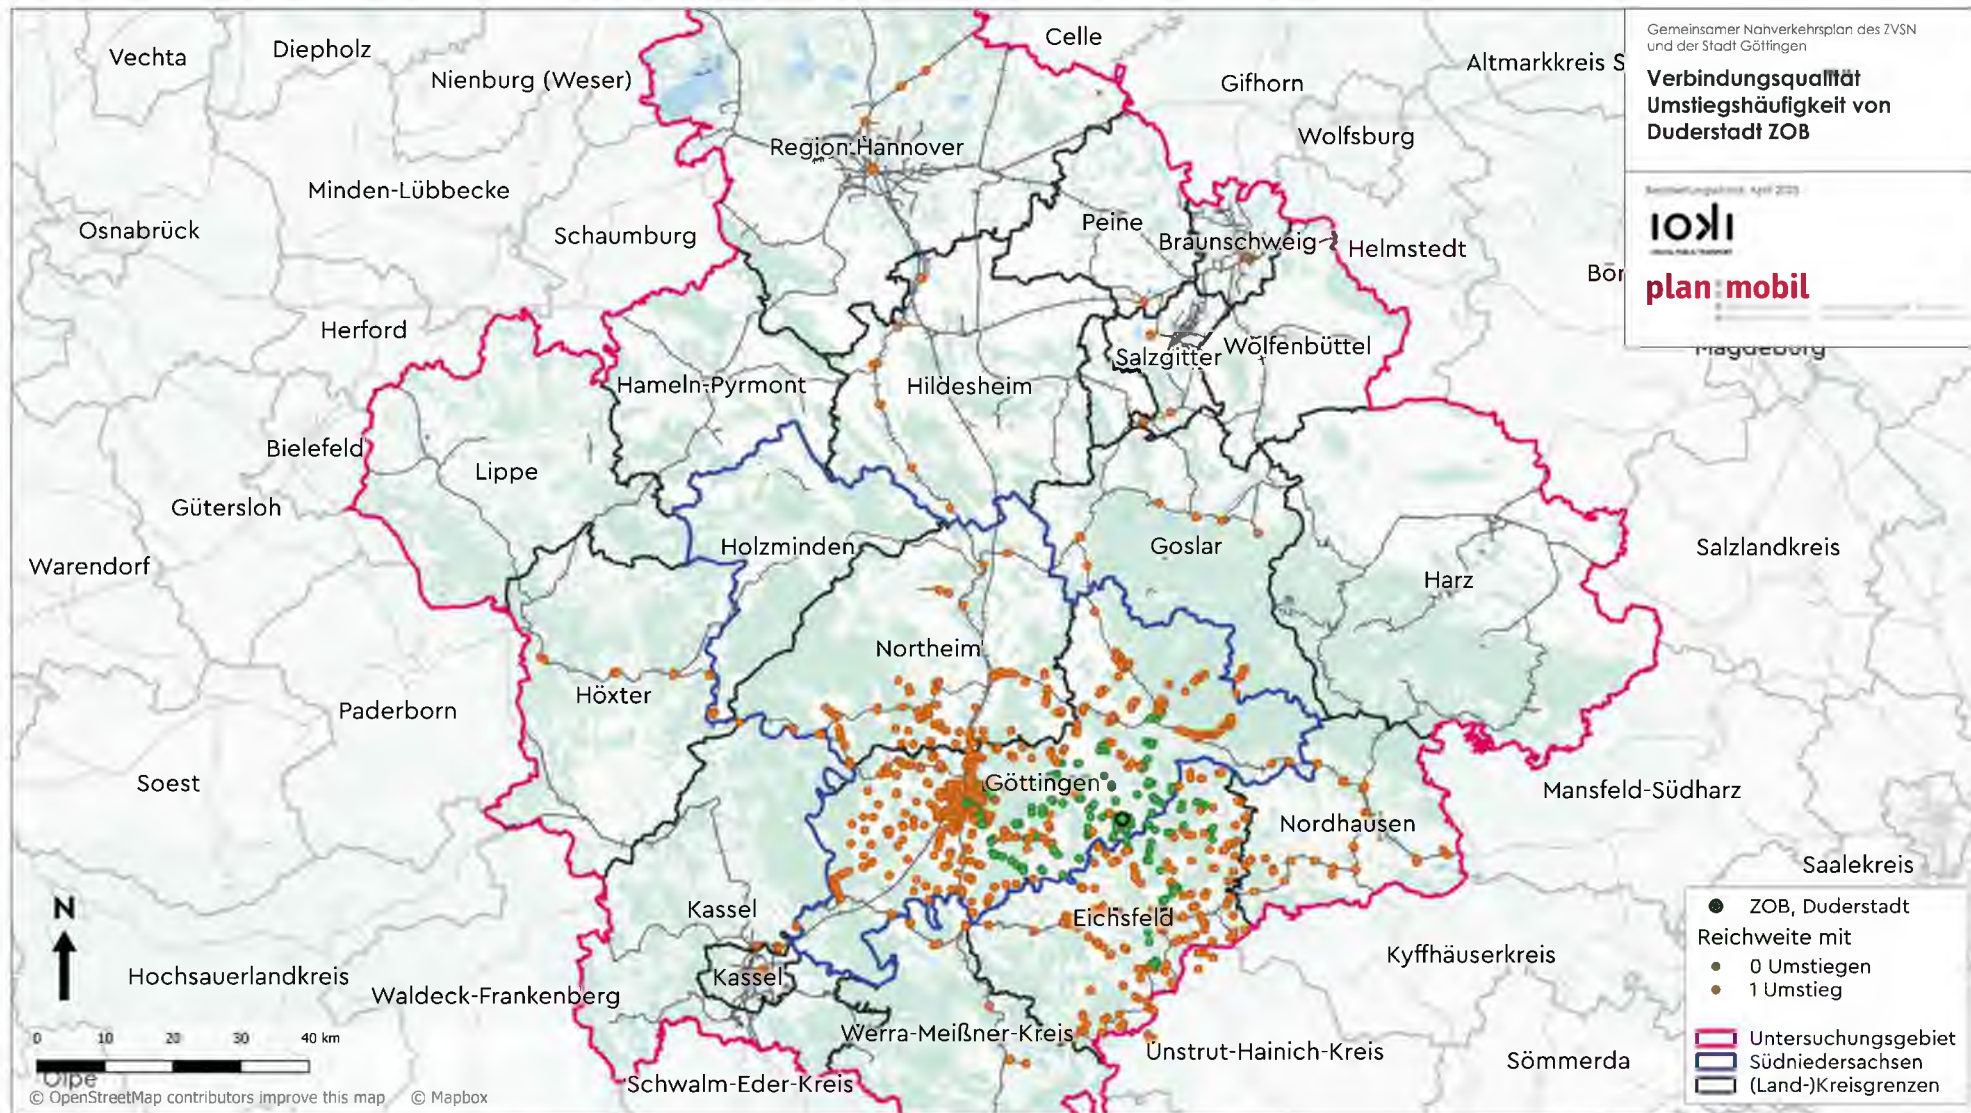 Gemeinsamer Nahverkehrsplan des ZVSN
und der Stadt Göttingen
Verbindungsqualität
Umstiegshäufigkeit von
Duderstadt ZOB
Bearbeitungsstand: April 2025
ioki
plan:mobil
Vechta
Diepholz
Nienburg (Weser)
Celle
Gifhorn
Altmarkkreis S
Wolfsburg
Region Hannover
Minden-Lübbecke
Osnabrück
Schaumburg
Peine
Braunschweig
Helmstedt
Bör
Herford
Salzgitter
Wolfenbüttel
Magdeburg
Hameln-Pyrmont
Hildesheim
Bielefeld
Lippe
Gütersloh
Holzminden
Goslar
Salzlandkreis
Warendorf
Harz
Northeim
Höxter
Paderborn
Soest
Göttingen
Mansfeld-Südharz
Nordhausen
Saalekreis
Kassel
Eichsfeld
Kyffhäuserkreis
Hochsauerlandkreis
Kassel
Waldeck-Frankenberg
Werra-Meißner-Kreis
Unstrut-Hainich-Kreis
Sömmerda
Schwalm-Eder-Kreis
N
0 10 20 30 40 km
Olpe
© OpenStreetMap contributors improve this map © Mapbox
ZOB, Duderstadt
Reichweite mit
0 Umstiegen
1 Umstieg
Untersuchungsgebiet
Südniedersachsen
(Land-)Kreisgrenzen